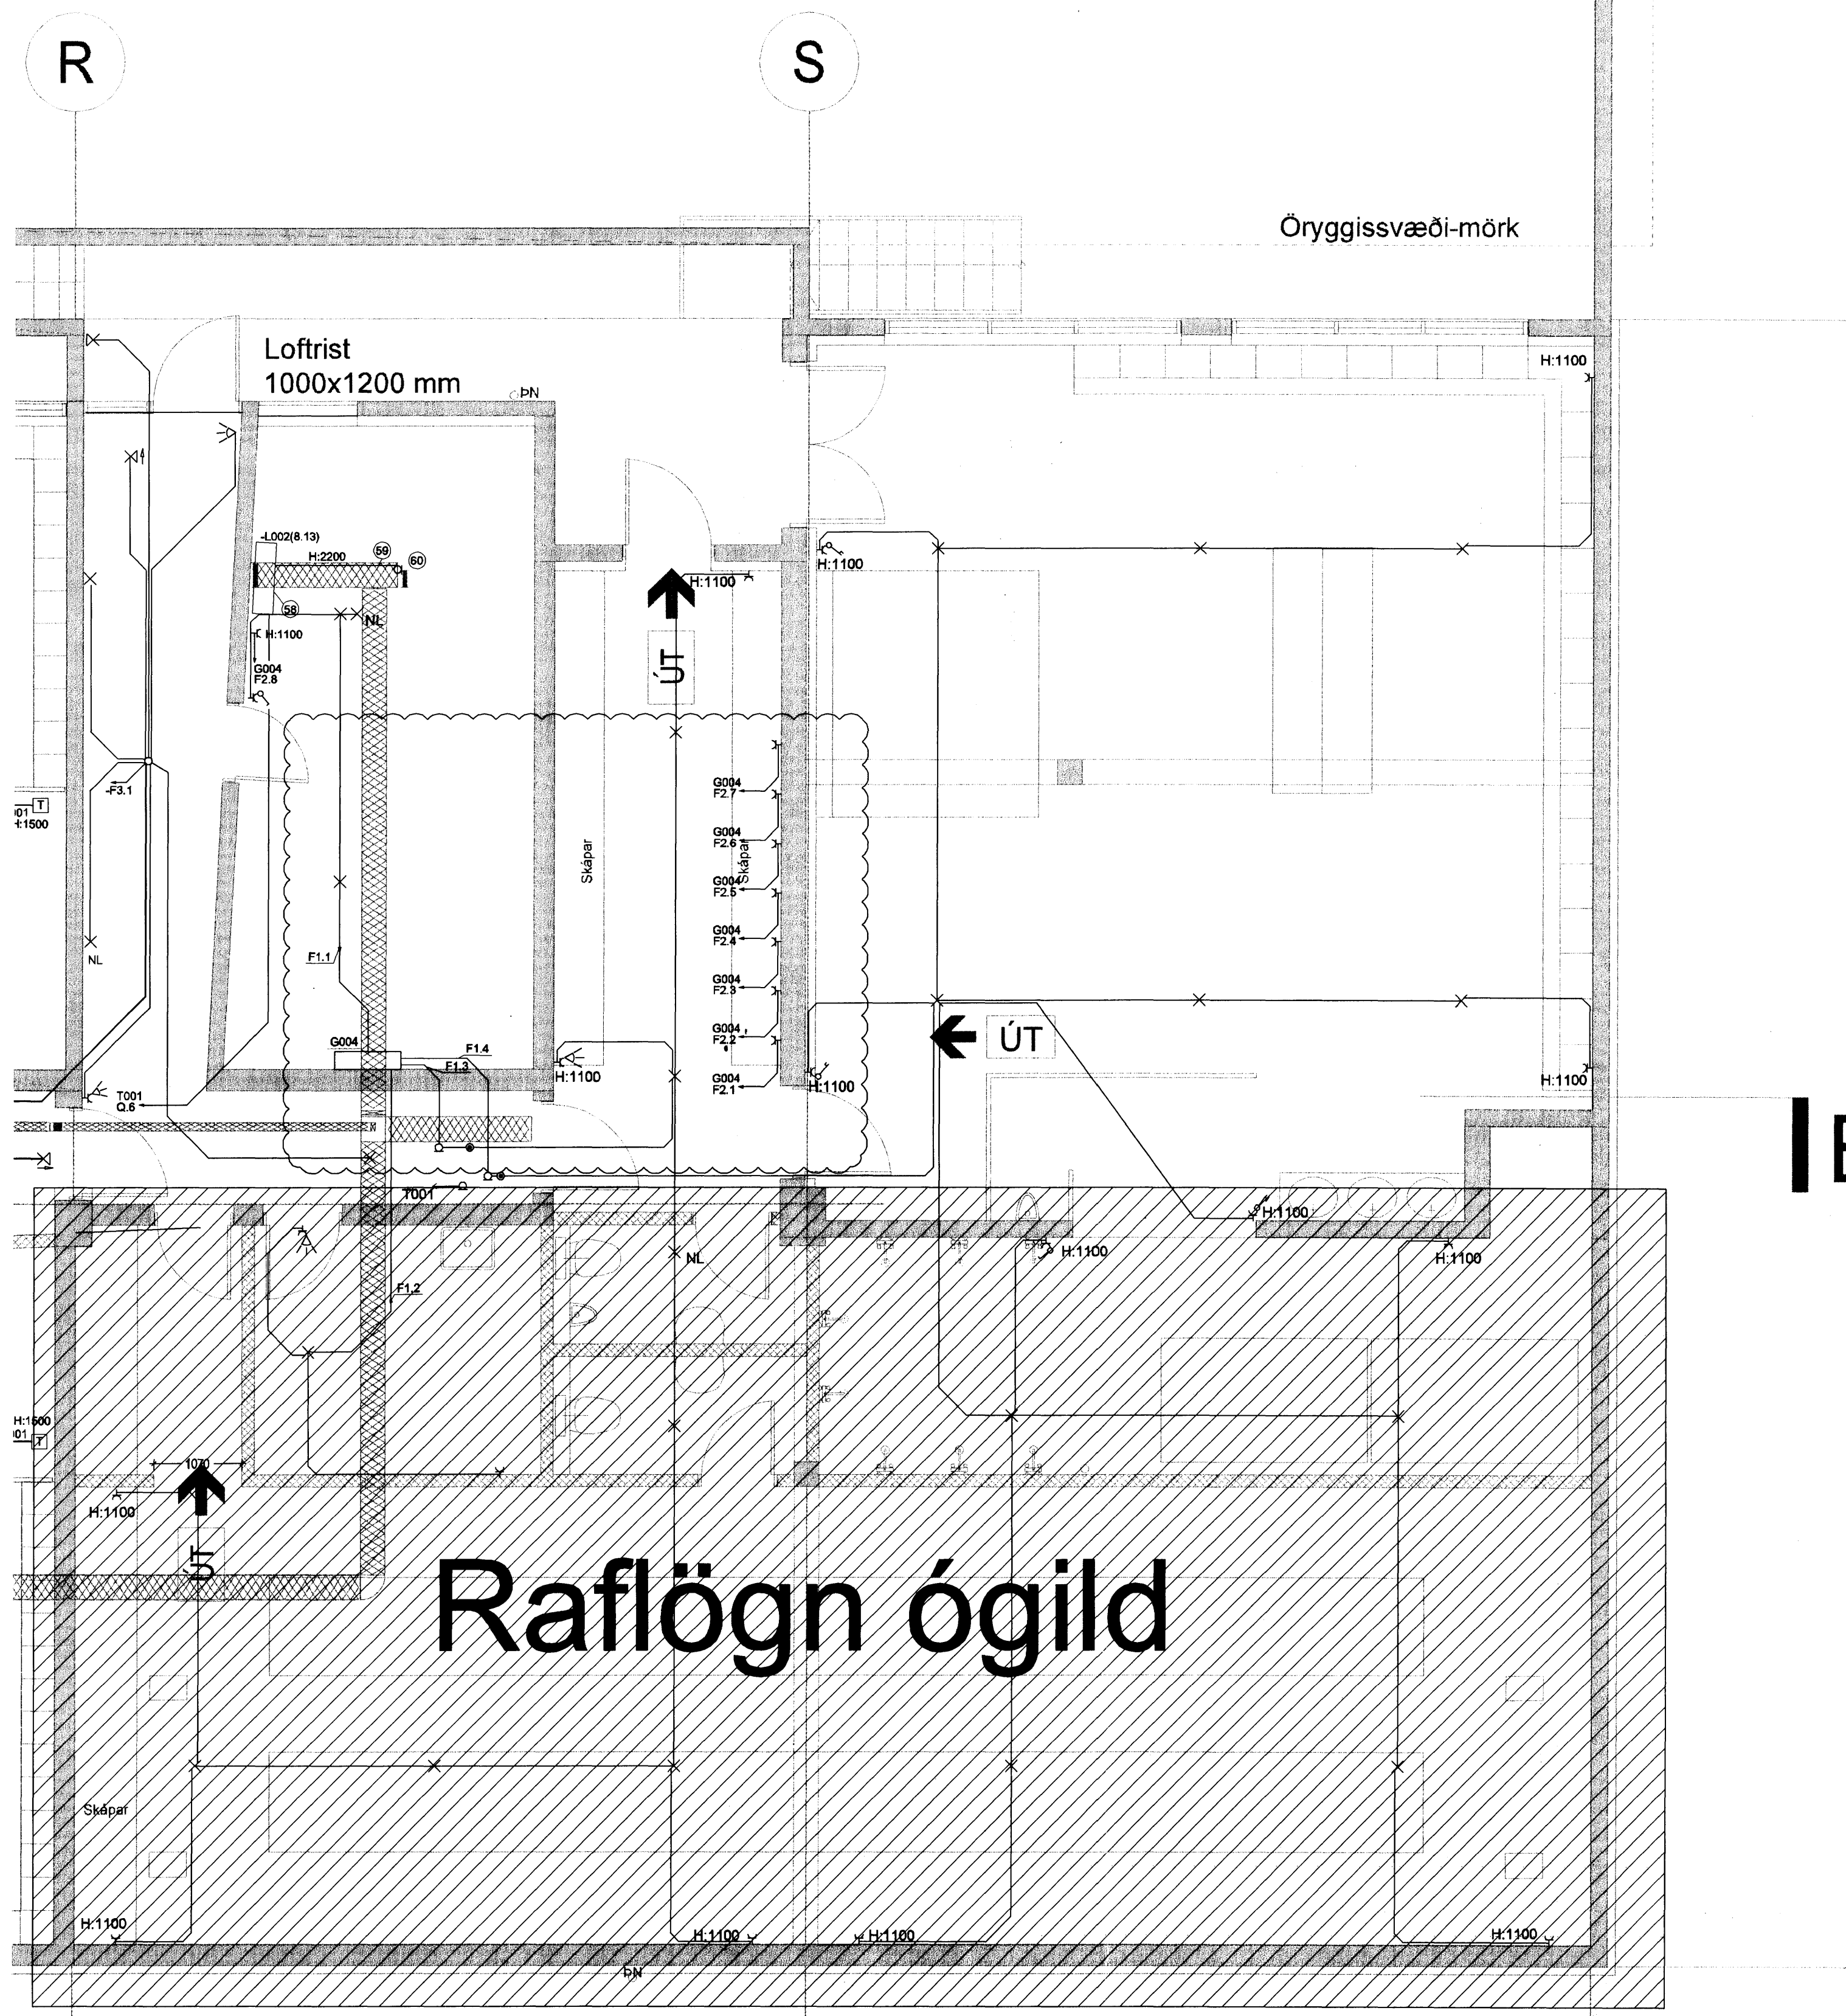 R
S
Öryggissvæði-mörk
Loftrist
1000x1200 mm
ÞN
H:1100
-L002(8.13)
H:2200
59
60
58
NL
H:1100
G004
F2.8
H:1100
H:1100
ÚT
-F3.1
T
H:1500
Skápar
Skápar
G004
F2.7
G004
F2.6
G004
F2.5
G004
F2.4
G004
F2.3
G004
F2.2
G004
F2.1
NL
F1.1
G004
F1.4
F1.3
H:1100
H:1100
ÚT
H:1100
T001
Q.6
T001
H:1100
H:1100
H:1100
NL
F1.2
H:1500
T
1070
H:1100
ÚT
Raflögn ógild
Skápar
H:1100
H:1100
H:1100
H:1100
ÞN